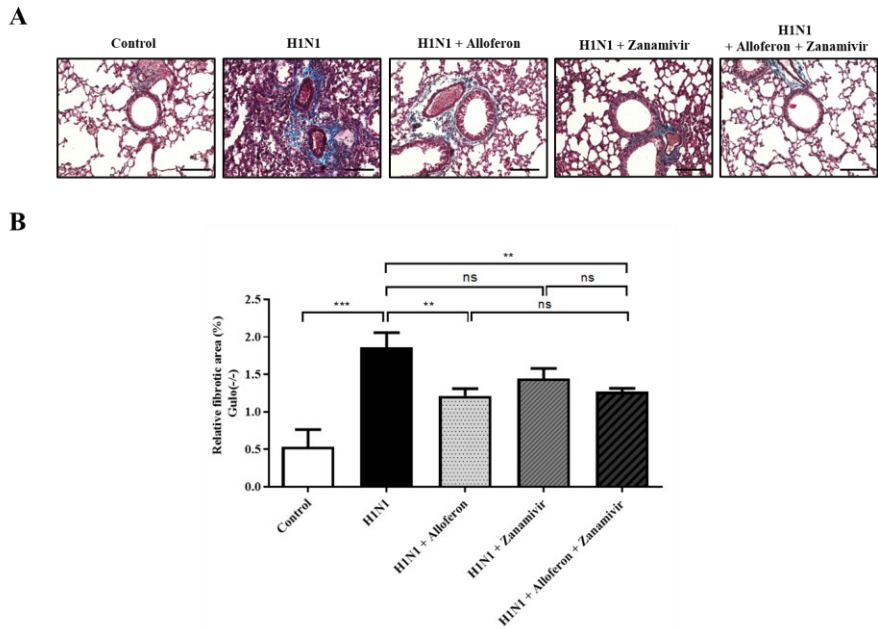 A
Control
H1N1
H1N1 + Alloferon
H1N1 + Zanamivir
H1N1
+ Alloferon + Zanamivir
B
**
ns
ns
***
**
ns
Relative fibrotic area (%)
Gulo(-/-)
2.5
2.0
1.5
1.0
0.5
0.0
Control
H1N1
H1N1 + Alloferon
H1N1 + Zanamivir
H1N1 + Alloferon + Zanamivir